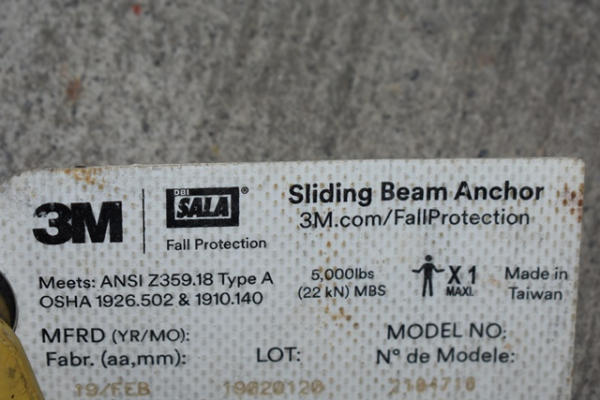 3M
DBI
SALA®
Fall Protection
Sliding Beam Anchor
3M.com/FallProtection
Meets: ANSI Z359.18 Type A
OSHA 1926.502 & 1910.140
5,000lbs
(22 kN) MBS
X 1
MAXI.
Made in
Taiwan
MFRD (YR/MO):
Fabr. (aa,mm):
19/FEB
LOT:
19020120
MODEL NO:
N° de Modele:
2104710